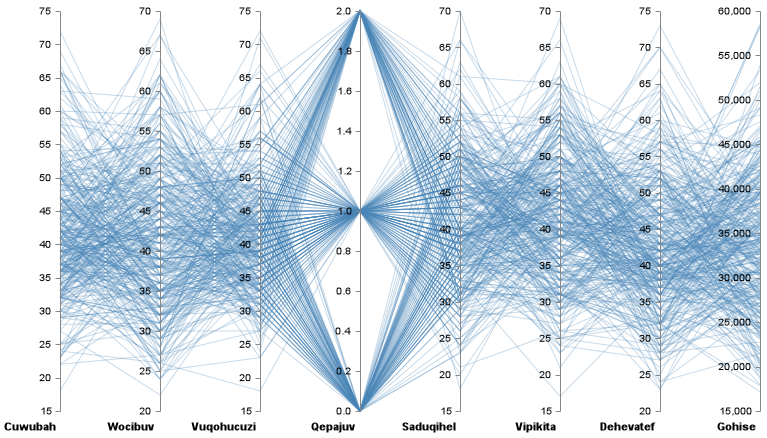 75 70 75 2.0 70 70 75 60,000
70 65 70 1.8 65 65 70 55,000
65 60 65 1.6 60 60 65 50,000
60 55 60 1.4 55 55 60 45,000
55 50 55 1.2 50 50 55 40,000
50 45 50 1.0 45 45 50 35,000
45 40 45 0.8 40 40 45 30,000
40 35 40 0.6 35 35 40 25,000
35 30 35 0.4 30 30 35 20,000
30 25 30 0.2 25 25 30 15,000
25 20 25 0.0 20 20 25
20 20 15 15 20
15 15
Cuwubah Wocibuv Vuqohucuzi Qepajuv Saduqihel Vipikita Dehevatef Gohise